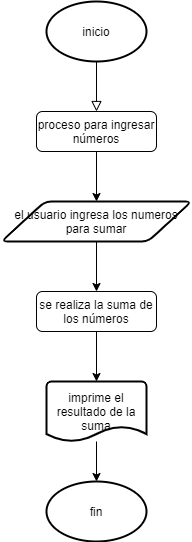 inicio
proceso para ingresar
números
el usuario ingresa los numeros
para sumar
se realiza la suma de
los números
imprime el
resultado de la
suma
fin